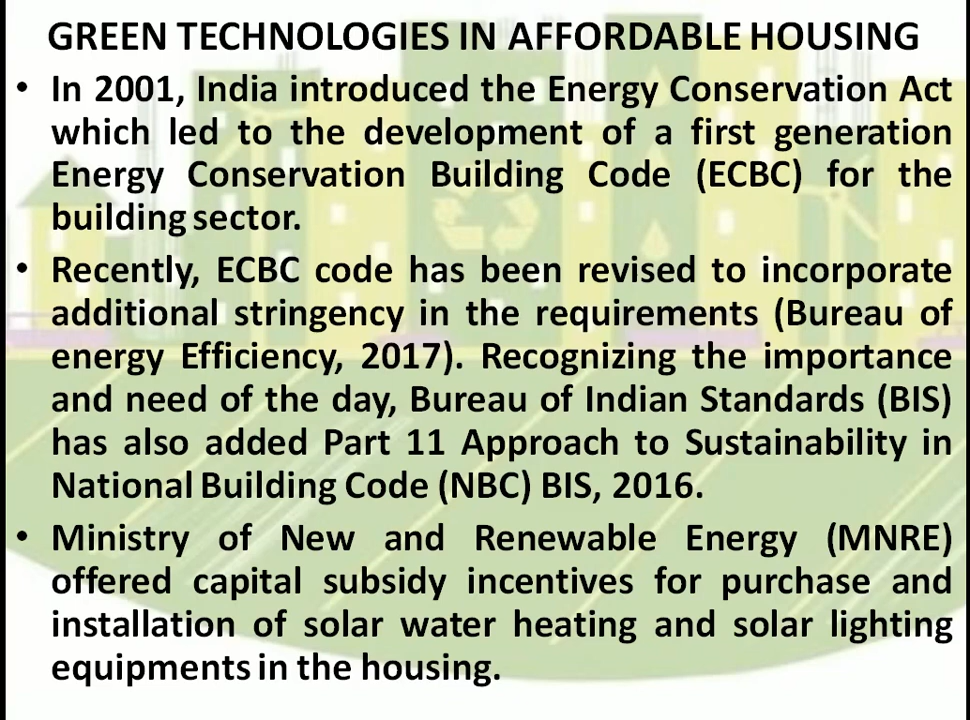 GREEN TECHNOLOGIES IN AFFORDABLE HOUSING
• In 2001, India introduced the Energy Conservation Act
which led to the development of a first generation
Energy Conservation Building Code (ECBC) for the
building sector.
• Recently, ECBC code has been revised to incorporate
additional stringency in the requirements (Bureau of
energy Efficiency, 2017). Recognizing the importance
and need of the day, Bureau of Indian Standards (BIS)
has also added Part 11 Approach to Sustainability in
National Building Code (NBC) BIS, 2016.
• Ministry of New and Renewable Energy (MNRE)
offered capital subsidy incentives for purchase and
installation of solar water heating and solar lighting
equipments in the housing.